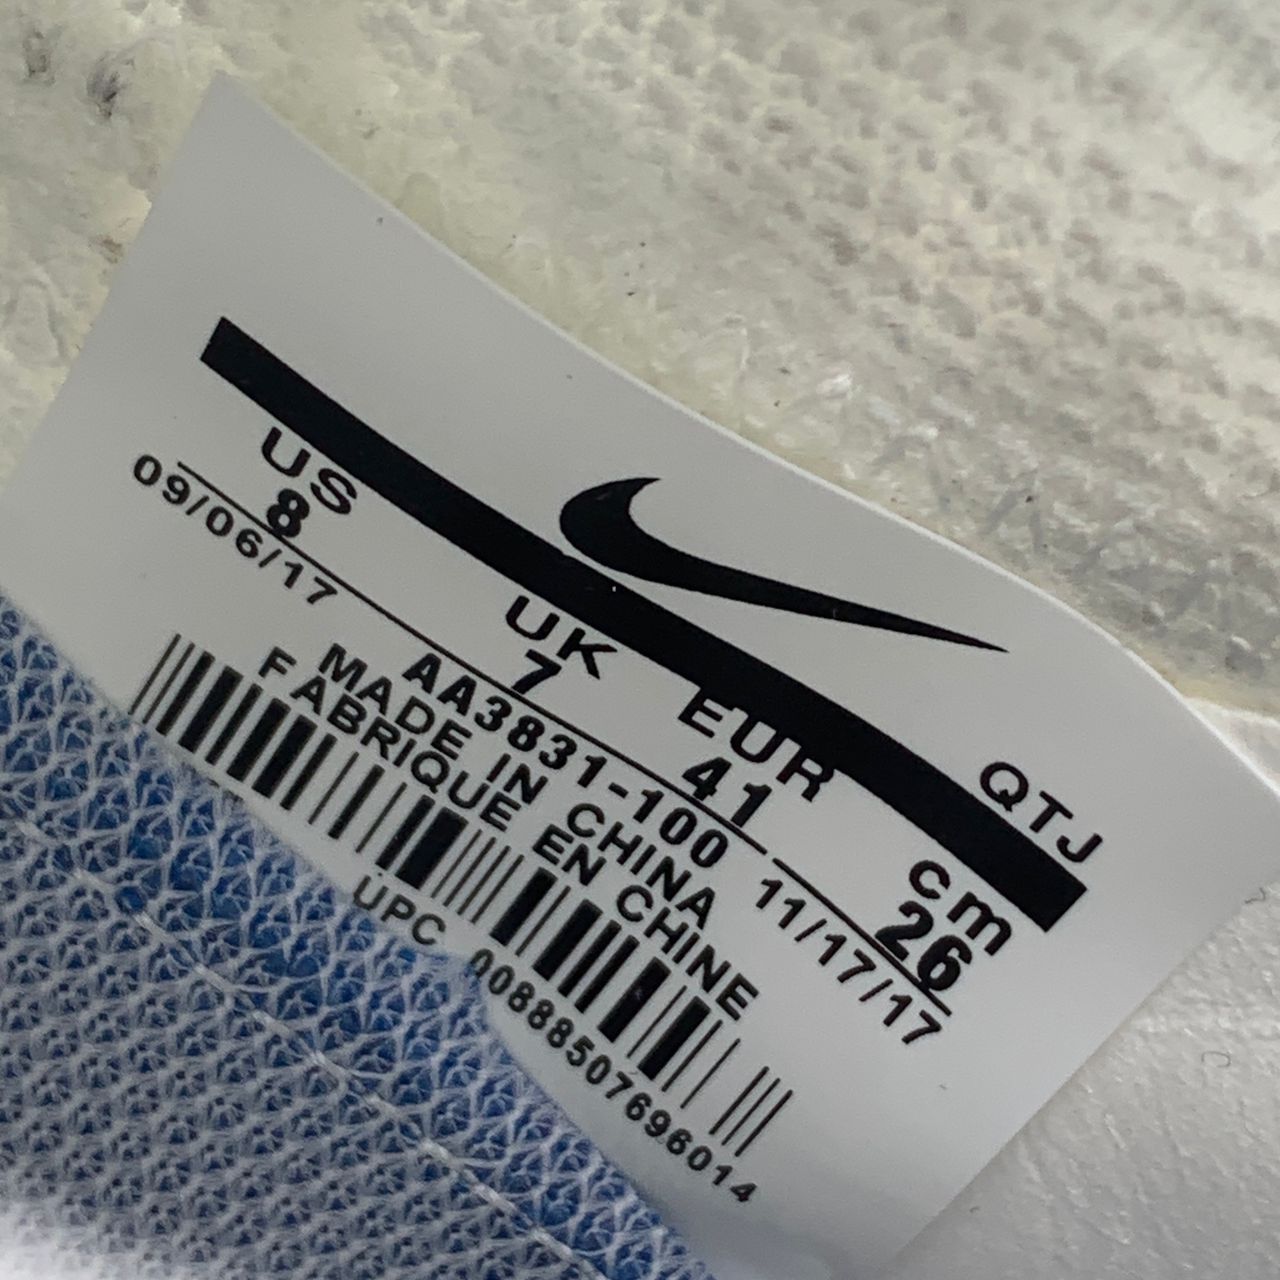 QTJ
US UK EUR cm
8 7 41 26
09/06/17 AA3831-100 11/17/17
MADE IN CHINA
FABRIQUE EN CHINE
UPC 00888507696014